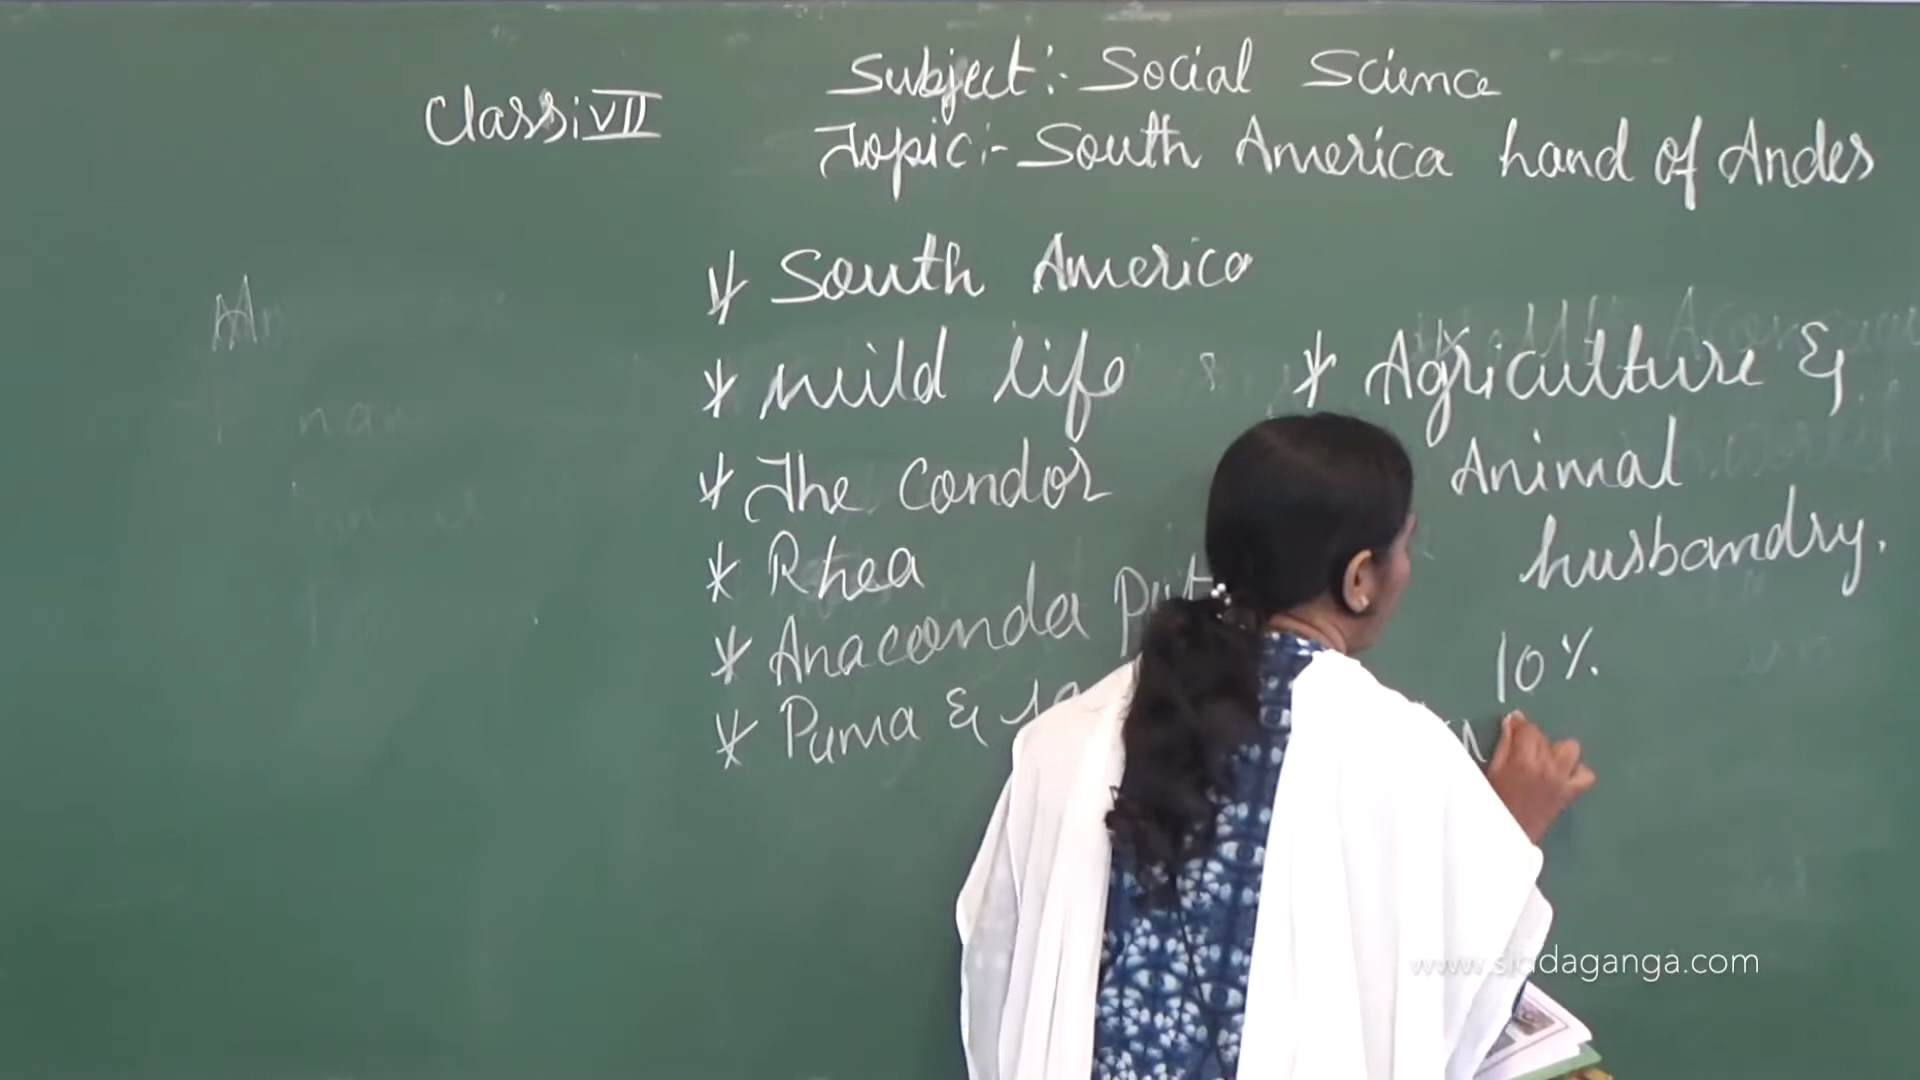 Class:VII
Subject:- Social Science
Topic:- South America hand of Andes
* South America
* wild life
* The Condor
* Rhea
* Anaconda
* Puma &
* Agriculture &
Animal
husbandry.
10%
www.siddaganga.com